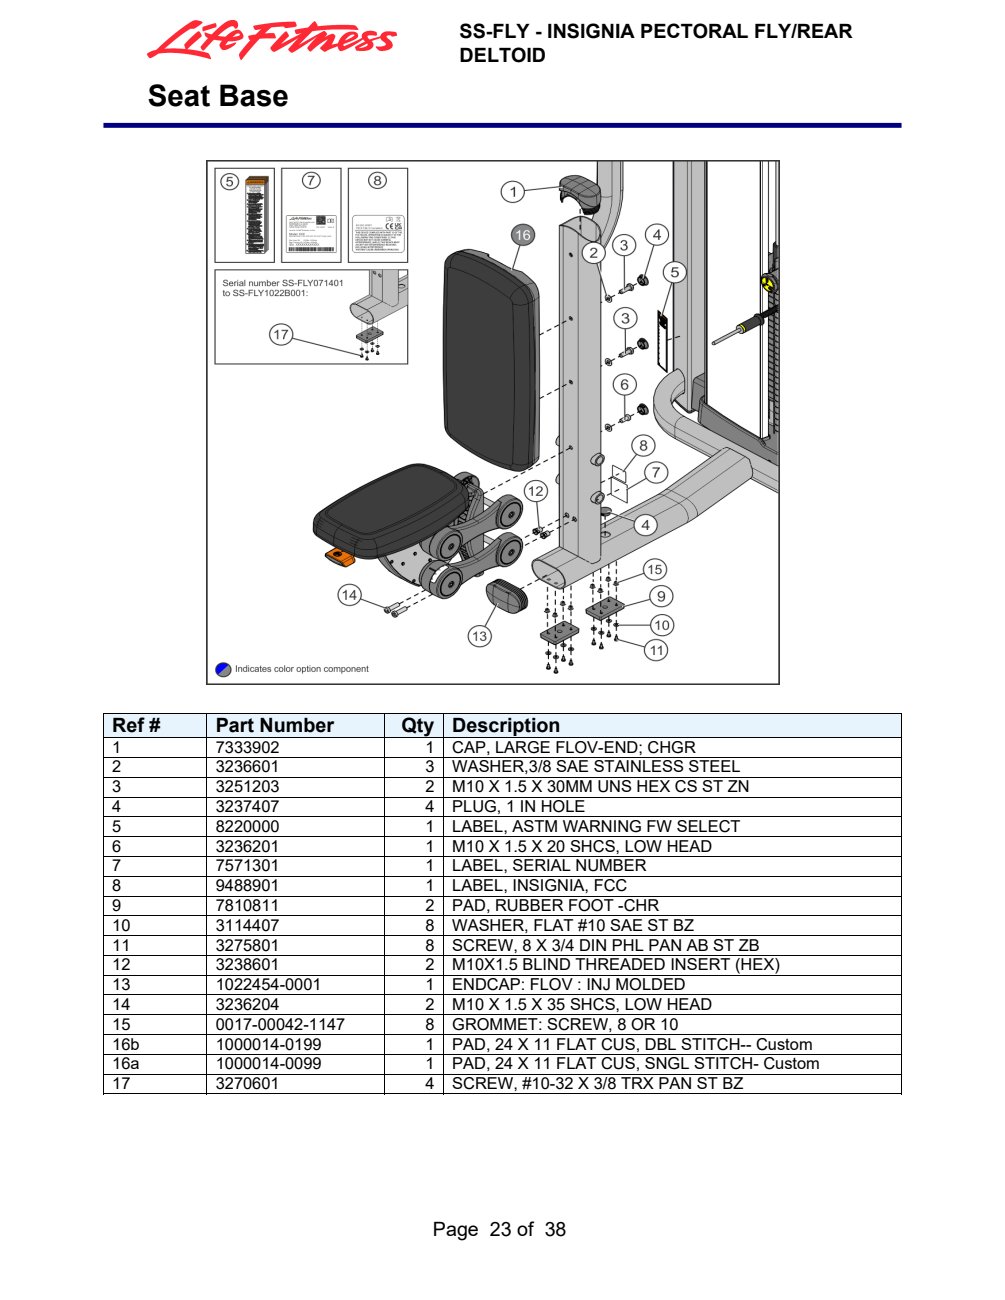 Life Fitness
SS-FLY - INSIGNIA PECTORAL FLY/REAR
DELTOID
Seat Base
5
7
8
Serial number SS-FLY071401
to SS-FLY1022B001:
17
1
16
2
3
4
5
3
6
8
7
12
4
15
9
10
11
14
13
Indicates color option component
Ref # Part Number Qty Description
1 7333902 1 CAP, LARGE FLOV-END; CHGR
2 3236601 3 WASHER,3/8 SAE STAINLESS STEEL
3 3251203 2 M10 X 1.5 X 30MM UNS HEX CS ST ZN
4 3237407 4 PLUG, 1 IN HOLE
5 8220000 1 LABEL, ASTM WARNING FW SELECT
6 3236201 1 M10 X 1.5 X 20 SHCS, LOW HEAD
7 7571301 1 LABEL, SERIAL NUMBER
8 9488901 1 LABEL, INSIGNIA, FCC
9 7810811 2 PAD, RUBBER FOOT -CHR
10 3114407 8 WASHER, FLAT #10 SAE ST BZ
11 3275801 8 SCREW, 8 X 3/4 DIN PHL PAN AB ST ZB
12 3238601 2 M10X1.5 BLIND THREADED INSERT (HEX)
13 1022454-0001 1 ENDCAP: FLOV : INJ MOLDED
14 3236204 2 M10 X 1.5 X 35 SHCS, LOW HEAD
15 0017-00042-1147 8 GROMMET: SCREW, 8 OR 10
16b 1000014-0199 1 PAD, 24 X 11 FLAT CUS, DBL STITCH-- Custom
16a 1000014-0099 1 PAD, 24 X 11 FLAT CUS, SNGL STITCH- Custom
17 3270601 4 SCREW, #10-32 X 3/8 TRX PAN ST BZ
Page 23 of 38